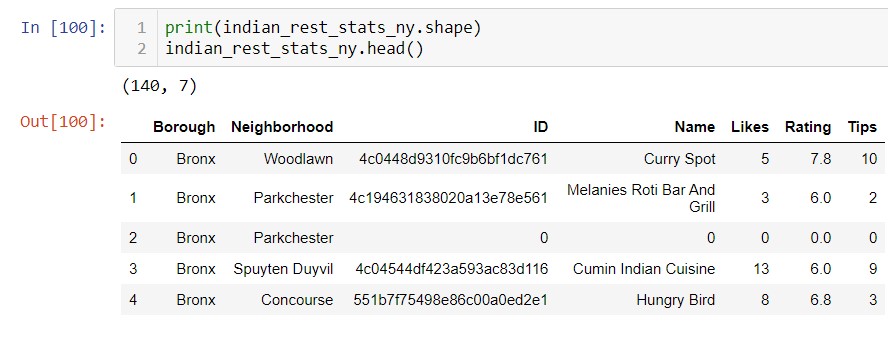 In [100]:
1 print(indian_rest_stats_ny.shape)
2 indian_rest_stats_ny.head()
(140, 7)
Out[100]:
Borough Neighborhood ID Name Likes Rating Tips
0 Bronx Woodlawn 4c0448d9310fc9b6bf1dc761 Curry Spot 5 7.8 10
1 Bronx Parkchester 4c194631838020a13e78e561 Melanies Roti Bar And
Grill 3 6.0 2
2 Bronx Parkchester 0 0 0 0.0 0
3 Bronx Spuyten Duyvil 4c04544df423a593ac83d116 Cumin Indian Cuisine 13 6.0 9
4 Bronx Concourse 551b7f75498e86c00a0ed2e1 Hungry Bird 8 6.8 3